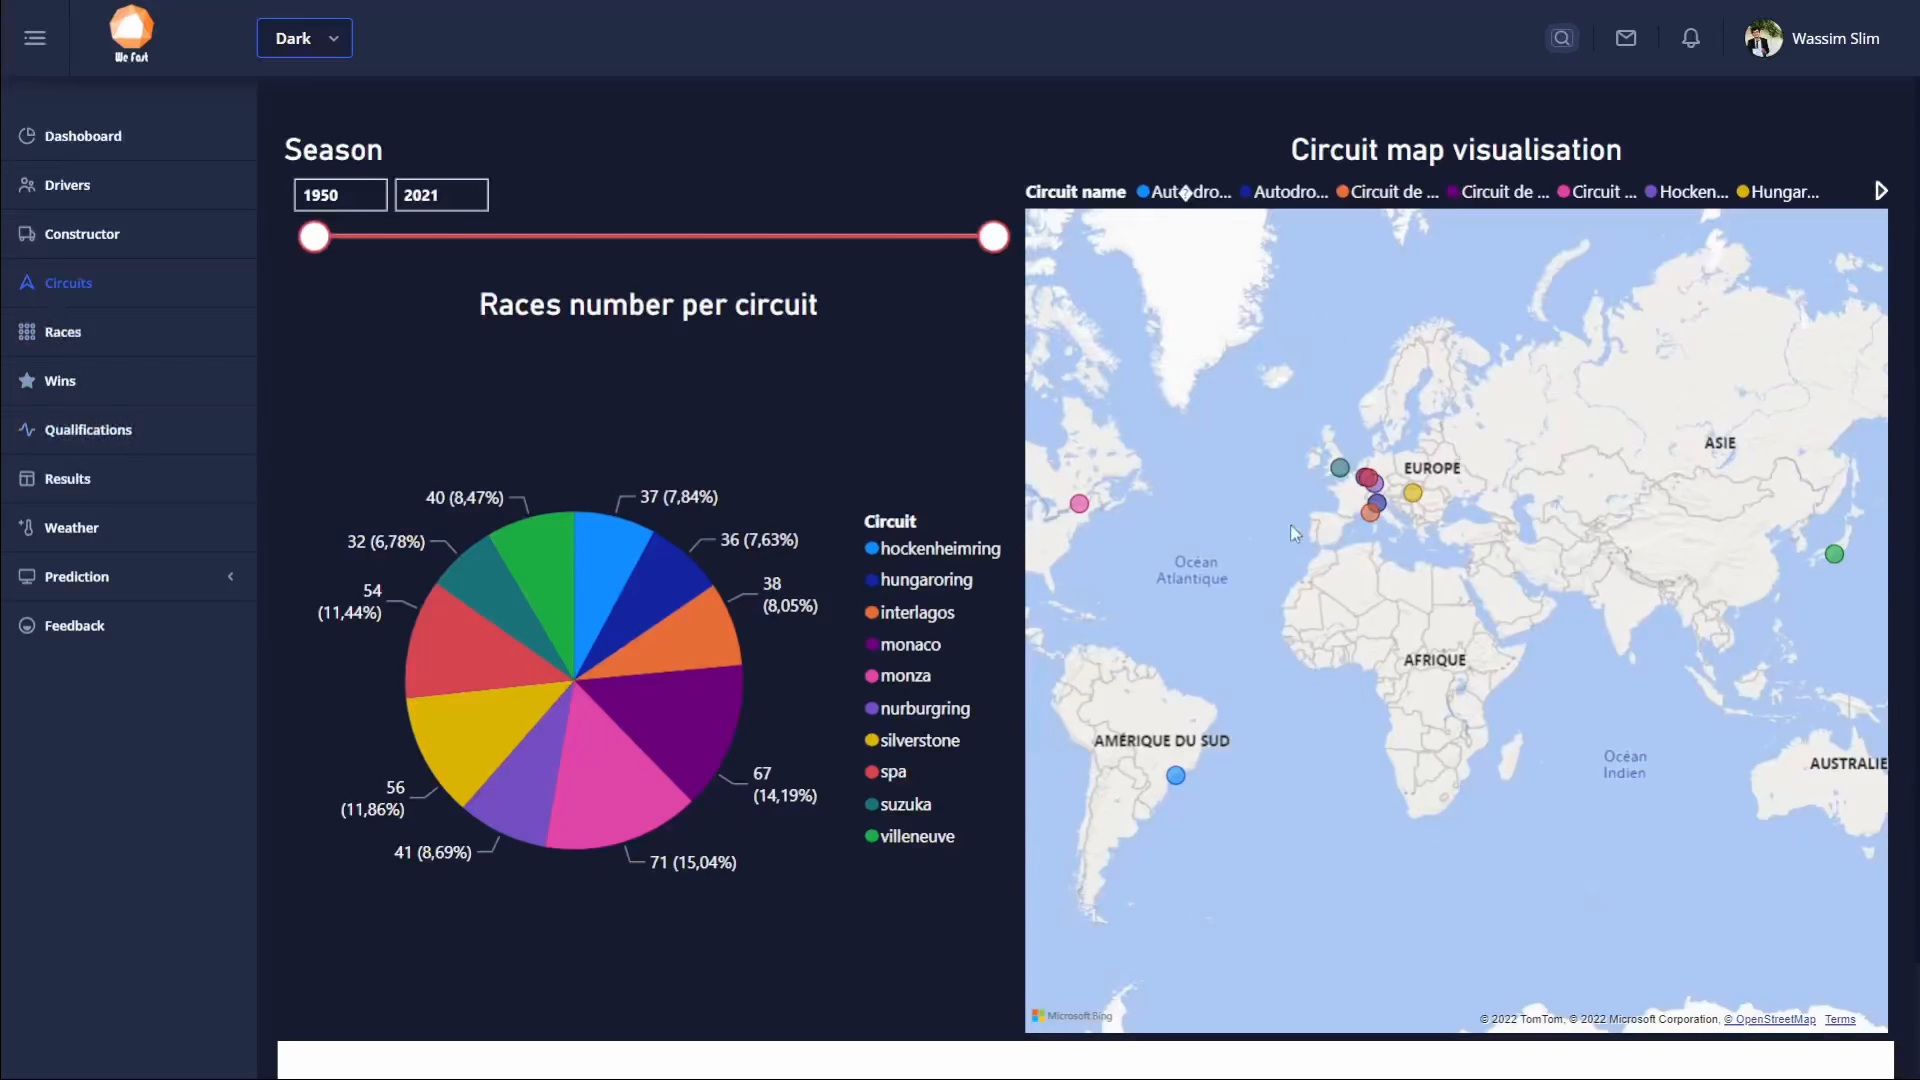 We Fast
Dark
Wassim Slim
Dashoboard
Drivers
Constructor
Circuits
Races
Wins
Qualifications
Results
Weather
Prediction
Feedback
Season
1950
2021
Races number per circuit
40 (8,47%)
37 (7,84%)
32 (6,78%)
36 (7,63%)
54
(11,44%)
38
(8,05%)
56
(11,86%)
67
(14,19%)
41 (8,69%)
71 (15,04%)
Circuit
hockenheimring
hungaroring
interlagos
monaco
monza
nurburgring
silverstone
spa
suzuka
villeneuve
Circuit map visualisation
Circuit name Aut�dro... Autodro... Circuit de ... Circuit de ... Circuit ... Hocken... Hungar...
ASIE
EUROPE
Océan
Atlantique
AFRIQUE
AMÉRIQUE DU SUD
Océan
Indien
AUSTRALIE
Microsoft Bing
© 2022 TomTom, © 2022 Microsoft Corporation, © OpenStreetMap Terms